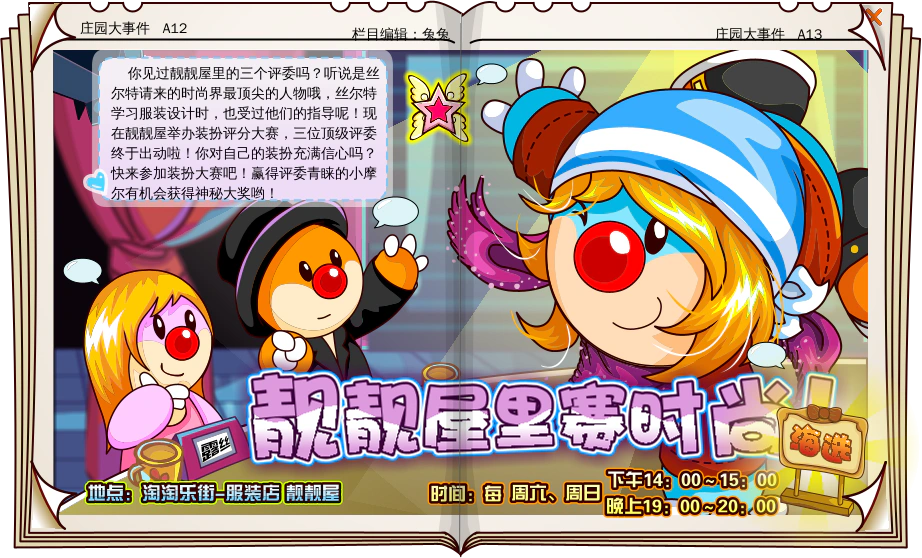 庄园大事件 A12
栏目编辑：兔兔
庄园大事件 A13
你见过靓靓屋里的三个评委吗？听说是丝
尔特请来的时尚界最顶尖的人物哦，丝尔特
学习服装设计时，也受过他们的指导呢！现
在靓靓屋举办装扮评分大赛，三位顶级评委
终于出动啦！你对自己的装扮充满信心吗？
快来参加装扮大赛吧！赢得评委青睐的小摩
尔有机会获得神秘大奖哟！
靓靓屋里赛时尚！
露丝
海选
地点：淘淘乐街-服装店 靓靓屋
时间：每 周六、周日
下午14：00～15：00
晚上19：00～20：00